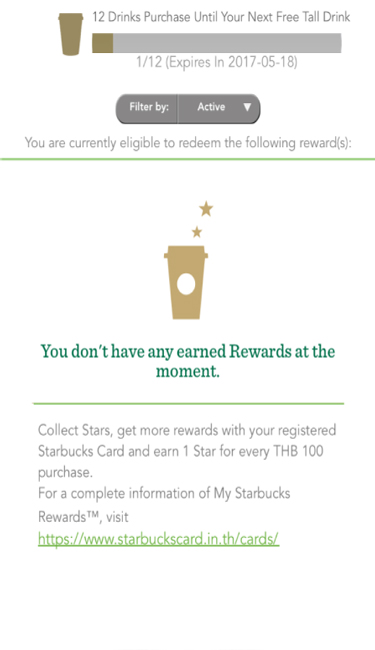 12 Drinks Purchase Until Your Next Free Tall Drink
1/12 (Expires In 2017-05-18)
Filter by: Active ▼
You are currently eligible to redeem the following reward(s):
You don't have any earned Rewards at the
moment.
Collect Stars, get more rewards with your registered
Starbucks Card and earn 1 Star for every THB 100
purchase.
For a complete information of My Starbucks
Rewards™, visit
https://www.starbuckscard.in.th/cards/